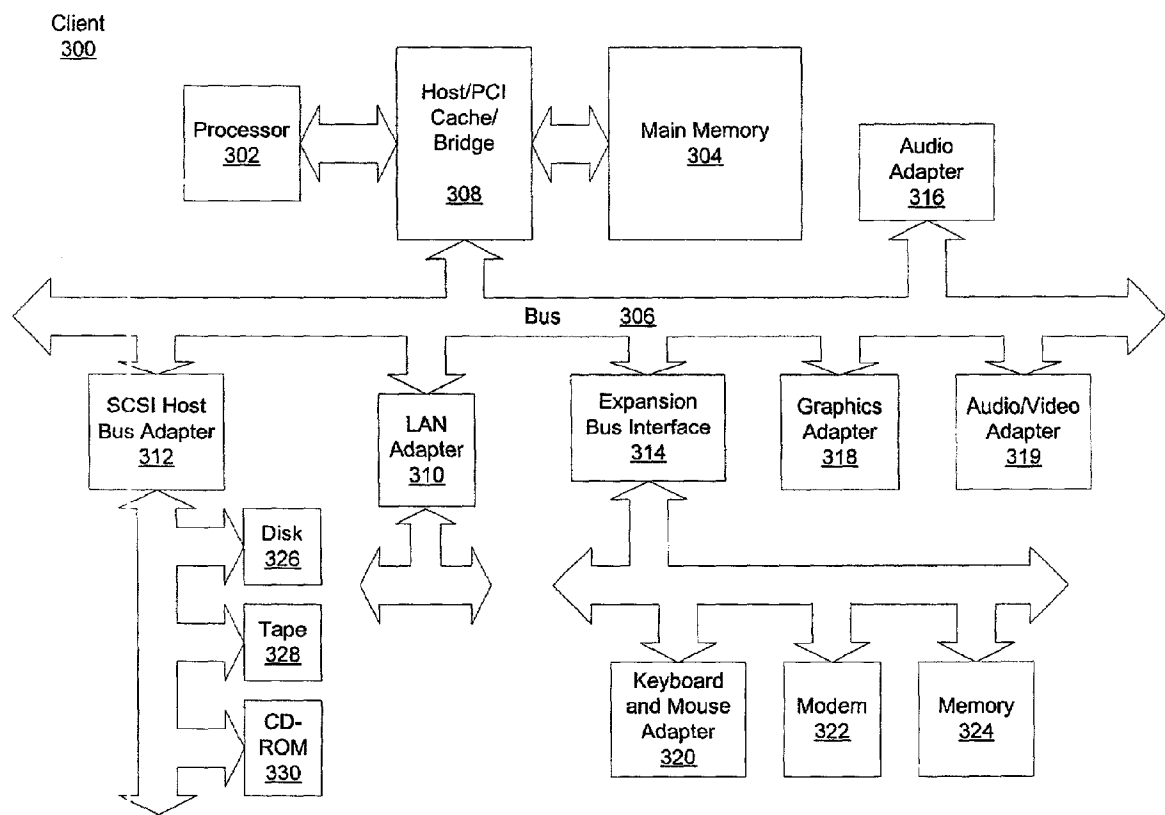 Client
300
Processor
302
Host/PCI
Cache/
Bridge
308
Main Memory
304
Audio
Adapter
316
Bus 306
SCSI Host
Bus Adapter
312
LAN
Adapter
310
Expansion
Bus Interface
314
Graphics
Adapter
318
Audio/Video
Adapter
319
Disk
326
Tape
328
CD-
ROM
330
Keyboard
and Mouse
Adapter
320
Modem
322
Memory
324